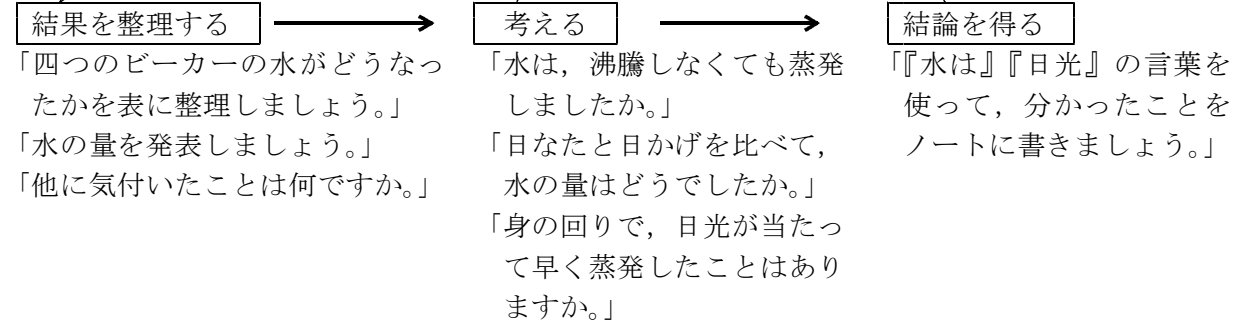 結果を整理する
「四つのビーカーの水がどうなっ
たかを表に整理しましょう。」
「水の量を発表しましょう。」
「他に気付いたことは何ですか。」
考える
「水は，沸騰しなくても蒸発
しましたか。」
「日なたと日かげを比べて，
水の量はどうでしたか。」
「身の回りで，日光が当たっ
て早く蒸発したことはあり
ますか。」
結論を得る
「『水は』『日光』の言葉を
使って，分かったことを
ノートに書きましょう。」